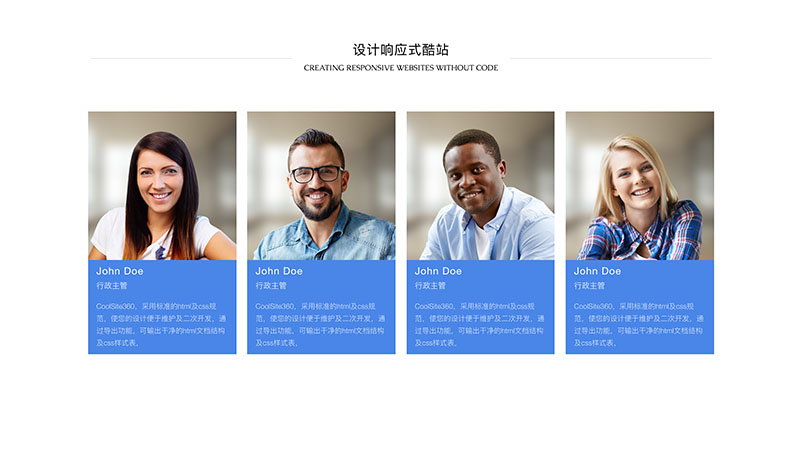 设计响应式酷站
CREATING RESPONSIVE WEBSITES WITHOUT CODE
John Doe
行政主管
CoolSite360，采用标准的html及css规
范，使您的设计便于维护及二次开发，通
过导出功能，可输出干净的html文档结构
及css样式表。
John Doe
行政主管
CoolSite360，采用标准的html及css规
范，使您的设计便于维护及二次开发，通
过导出功能，可输出干净的html文档结构
及css样式表。
John Doe
行政主管
CoolSite360，采用标准的html及css规
范，使您的设计便于维护及二次开发，通
过导出功能，可输出干净的html文档结构
及css样式表。
John Doe
行政主管
CoolSite360，采用标准的html及css规
范，使您的设计便于维护及二次开发，通
过导出功能，可输出干净的html文档结构
及css样式表。